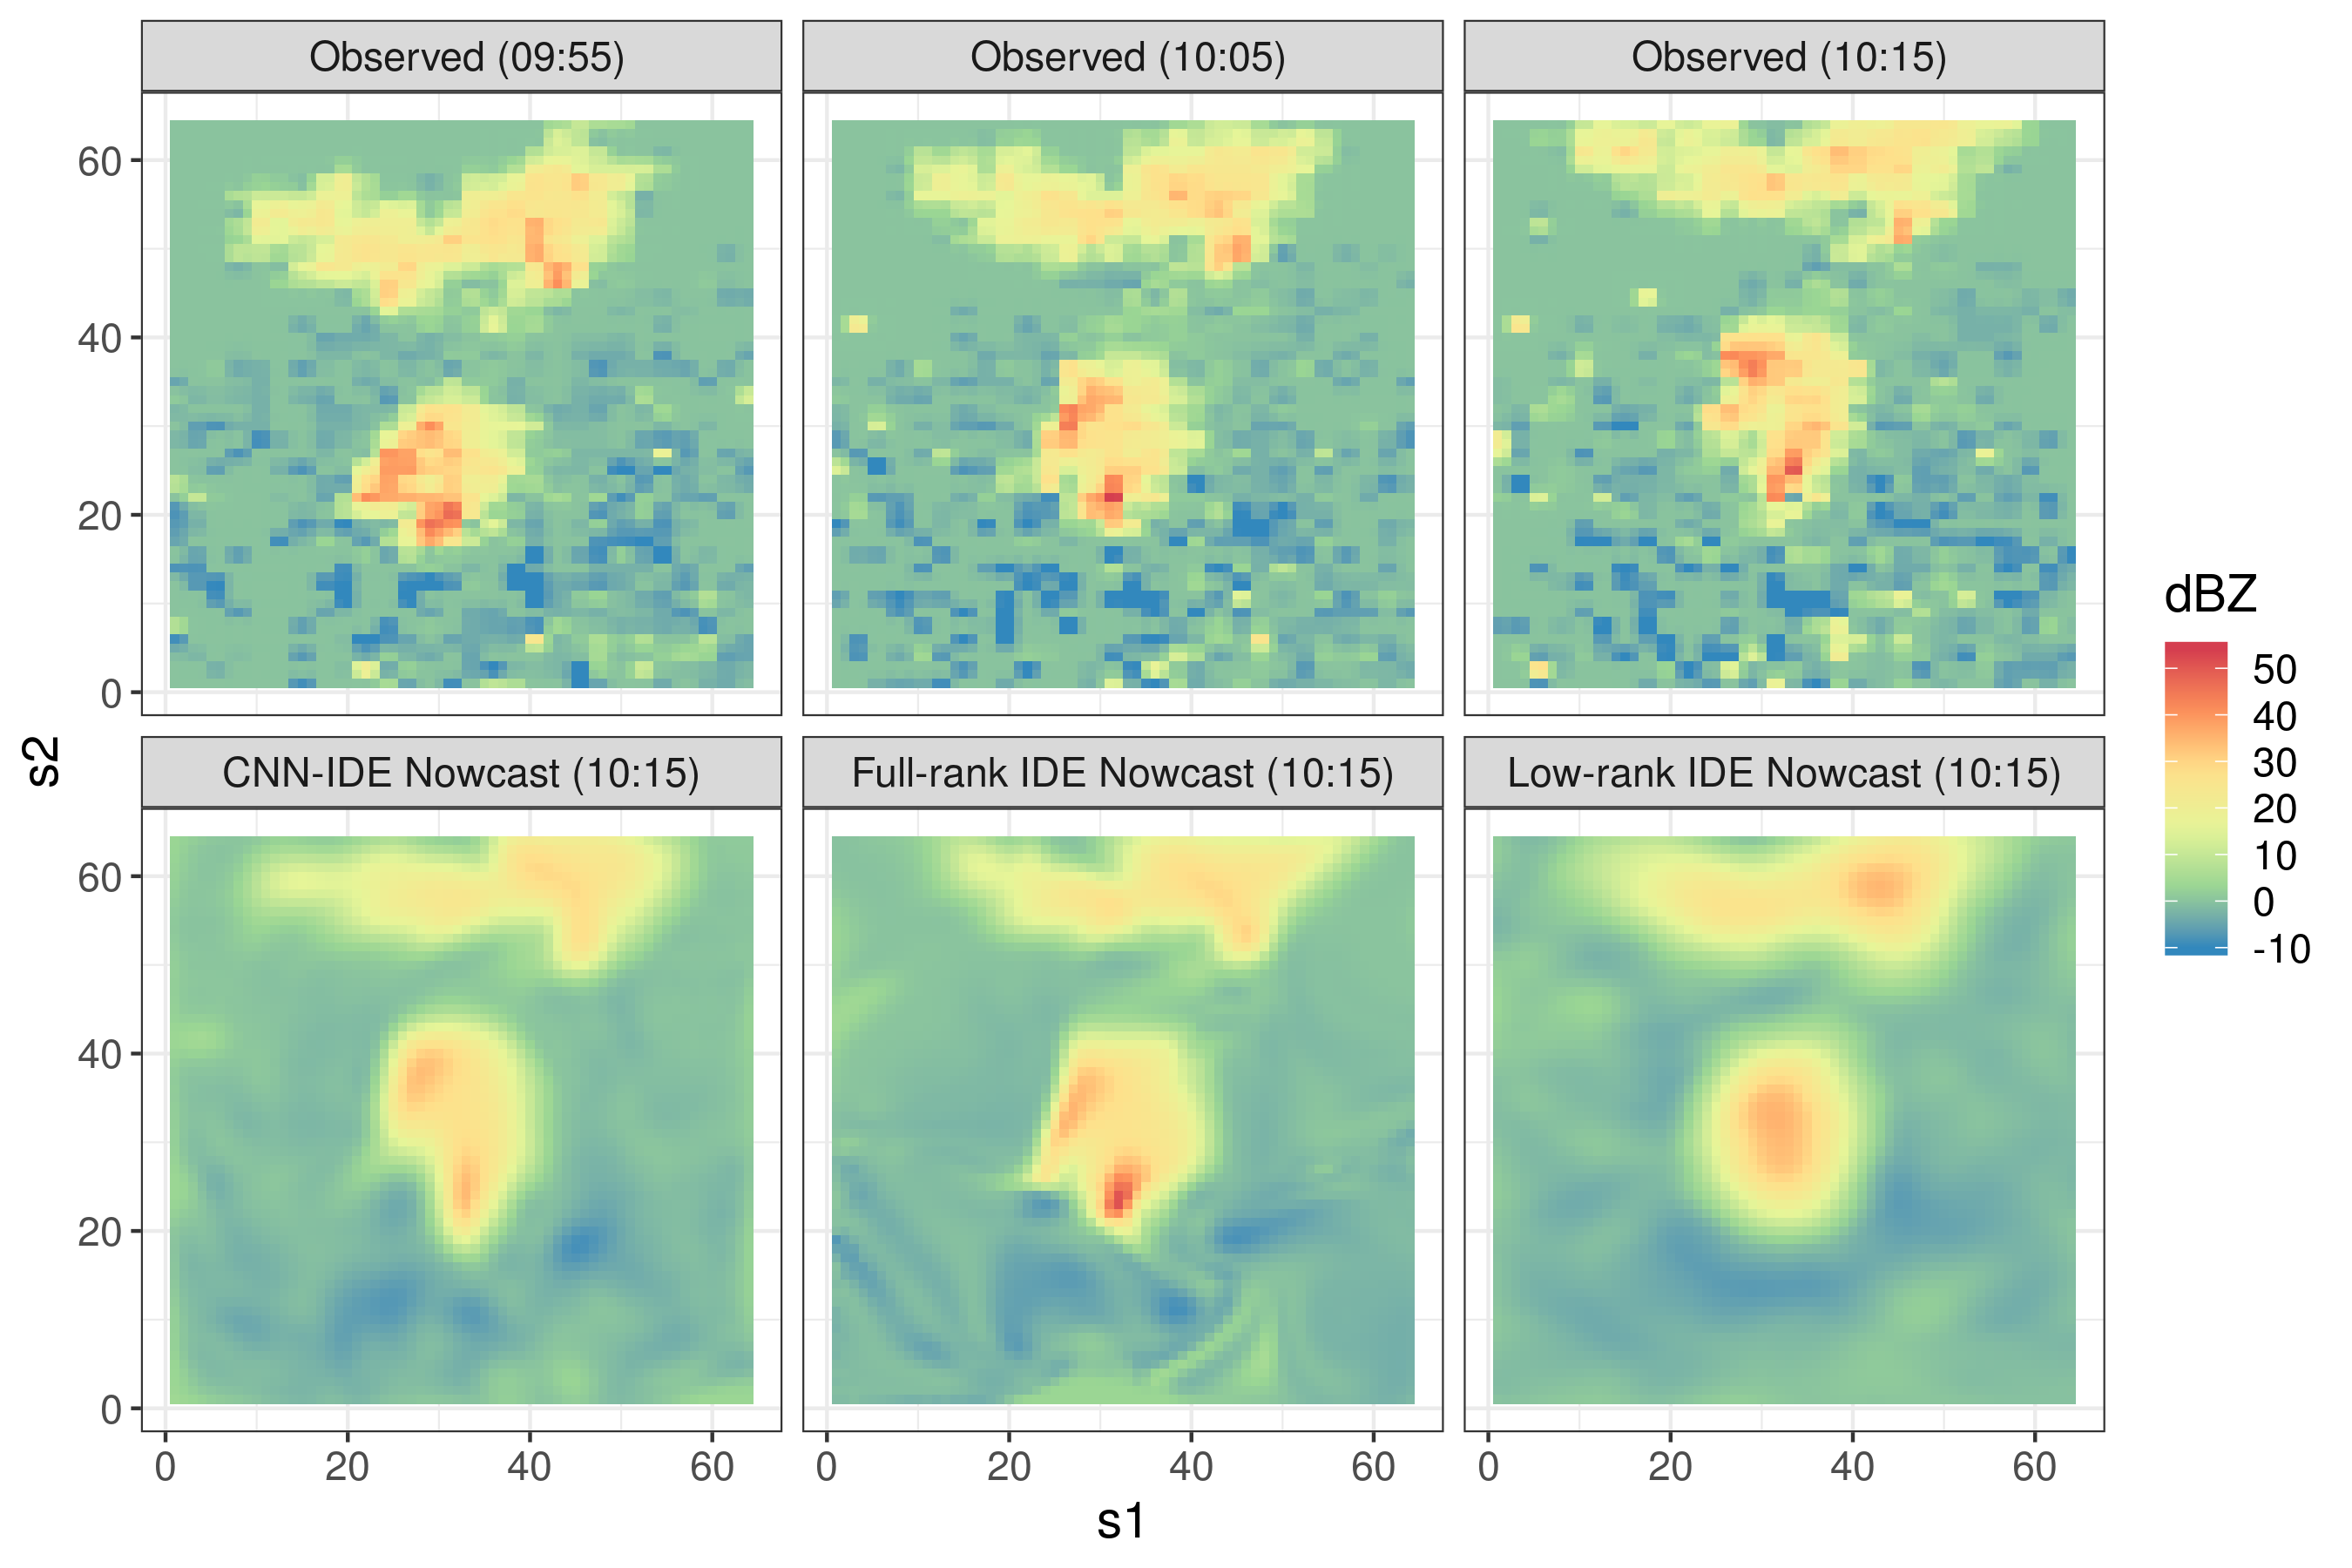 Observed (09:55)
Observed (10:05)
Observed (10:15)
60
40
20
0
s2
CNN-IDE Nowcast (10:15)
Full-rank IDE Nowcast (10:15)
Low-rank IDE Nowcast (10:15)
60
40
20
0
0 20 40 60
0 20 40 60
0 20 40 60
s1
dBZ
50
40
30
20
10
0
-10